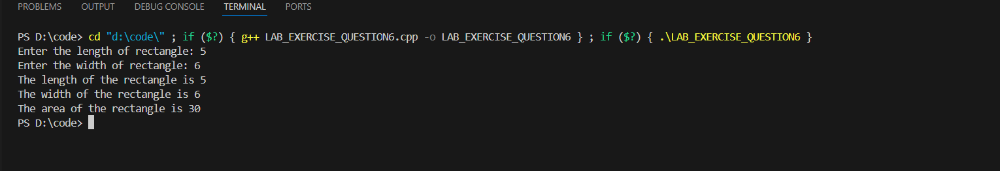 PROBLEMS OUTPUT DEBUG CONSOLE TERMINAL PORTS
PS D:\code> cd "d:\code\" ; if ($?) { g++ LAB_EXERCISE_QUESTION6.cpp -o LAB_EXERCISE_QUESTION6 } ; if ($?) { .\LAB_EXERCISE_QUESTION6 }
Enter the length of rectangle: 5
Enter the width of rectangle: 6
The length of the rectangle is 5
The width of the rectangle is 6
The area of the rectangle is 30
PS D:\code>